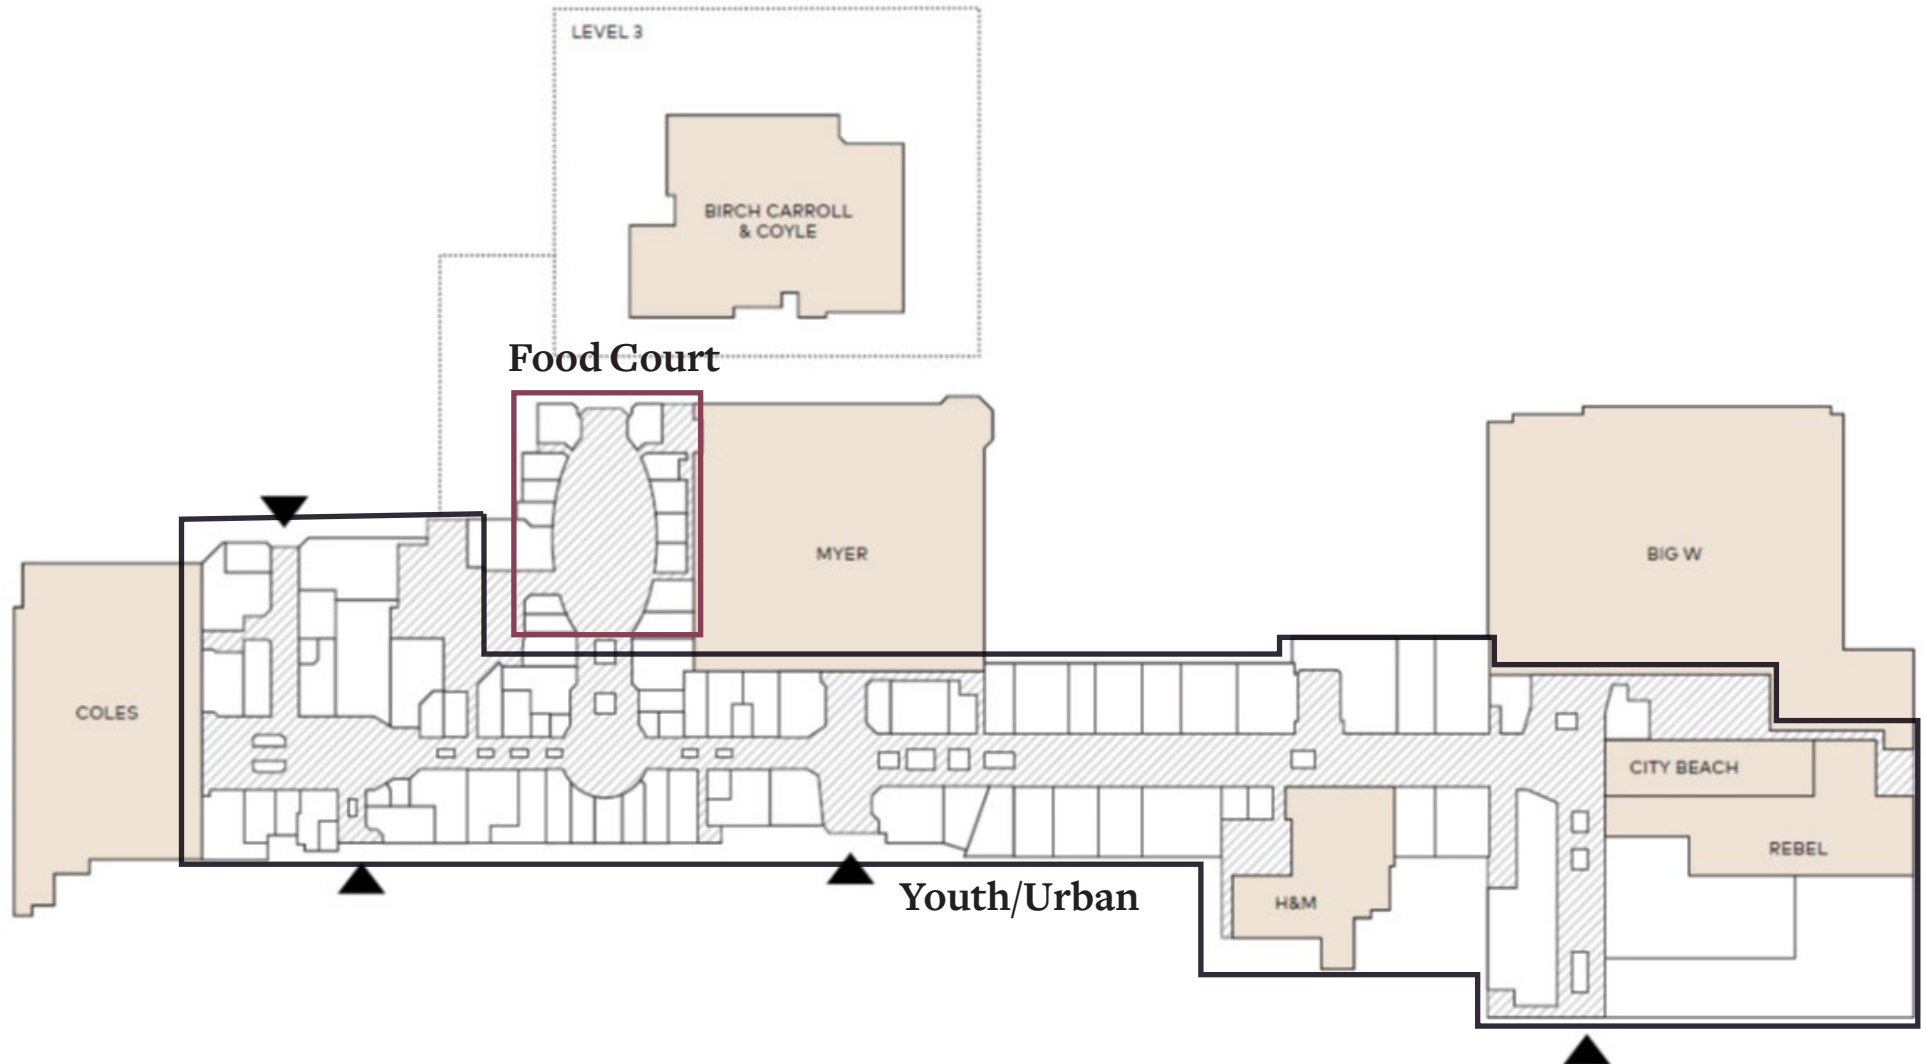 LEVEL 3
BIRCH CARROLL
& COYLE
Food Court
MYER
BIG W
COLES
CITY BEACH
REBEL
Youth/Urban
H&M